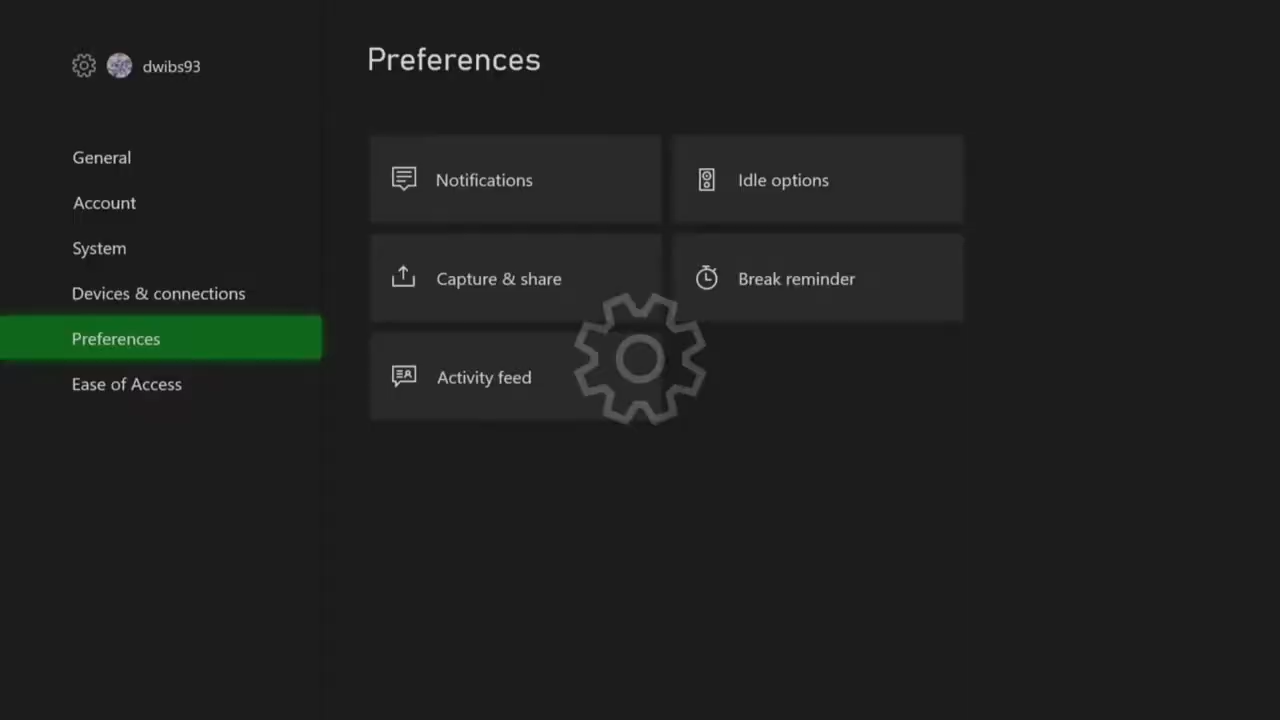 dwibs93
General
Account
System
Devices & connections
Preferences
Ease of Access
Preferences
Notifications
Idle options
Capture & share
Break reminder
Activity feed